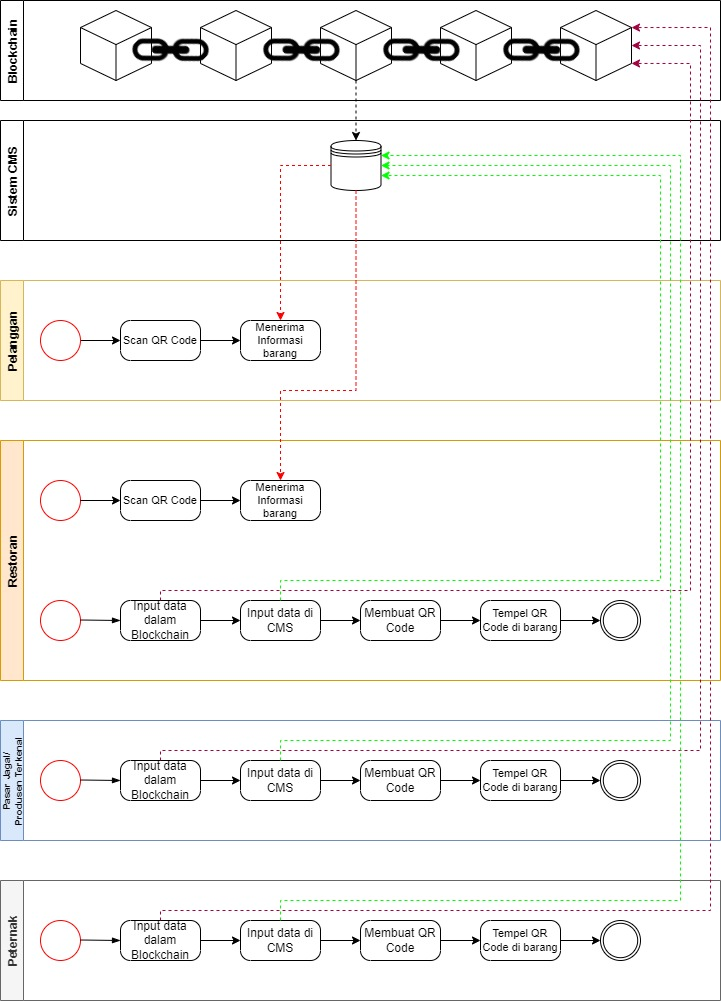 Blockchain
Sistem CMS
Pelanggan
Scan QR Code
Menerima
Informasi
barang
Restoran
Scan QR Code
Menerima
Informasi
barang
Input data
dalam
Blockchain
Input data di
CMS
Membuat QR
Code
Tempel QR
Code di barang
Pasar Jagal/
Produsen Terkenal
Input data
dalam
Blockchain
Input data di
CMS
Membuat QR
Code
Tempel QR
Code di barang
Peternak
Input data
dalam
Blockchain
Input data di
CMS
Membuat QR
Code
Tempel QR
Code di barang